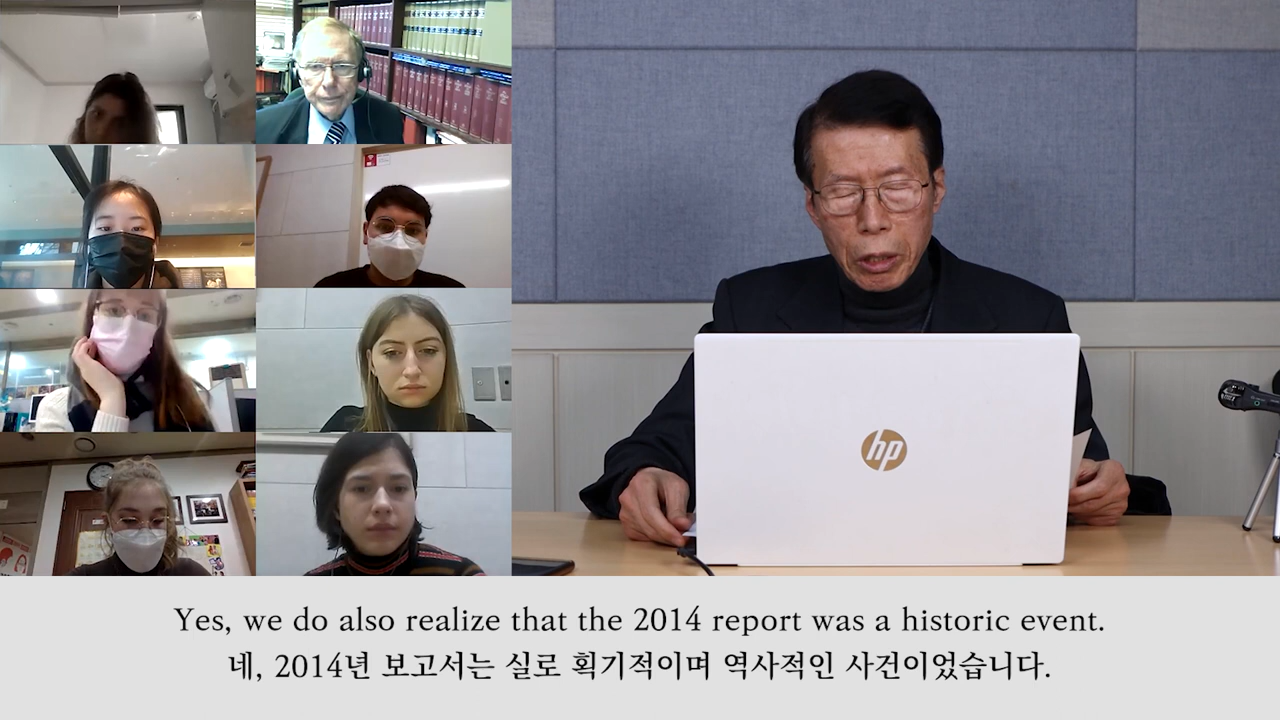 hp
Yes, we do also realize that the 2014 report was a historic event.
네, 2014년 보고서는 실로 획기적이며 역사적인 사건이었습니다.